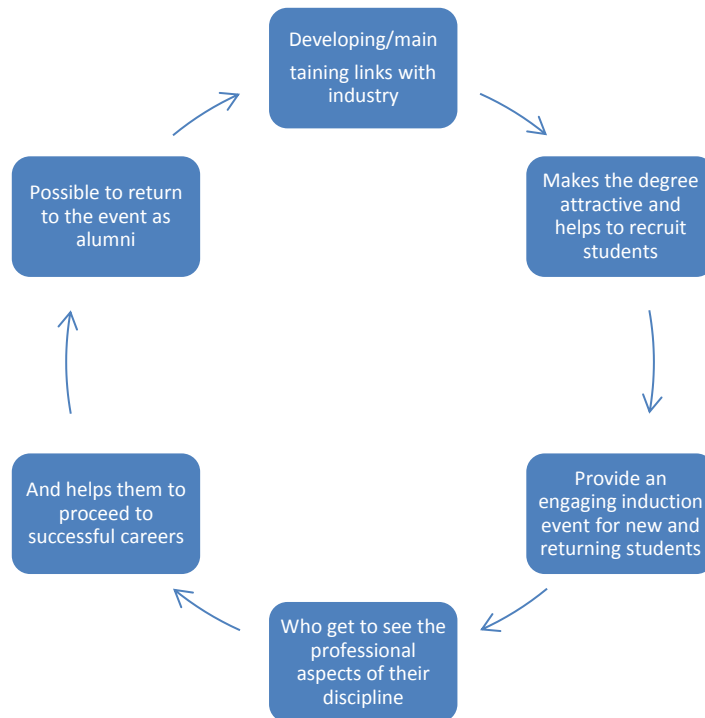 Developing/main
taining links with
industry
Makes the degree
attractive and
helps to recruit
students
Provide an
engaging induction
event for new and
returning students
Who get to see the
professional
aspects of their
discipline
And helps them to
proceed to
successful careers
Possible to return
to the event as
alumni